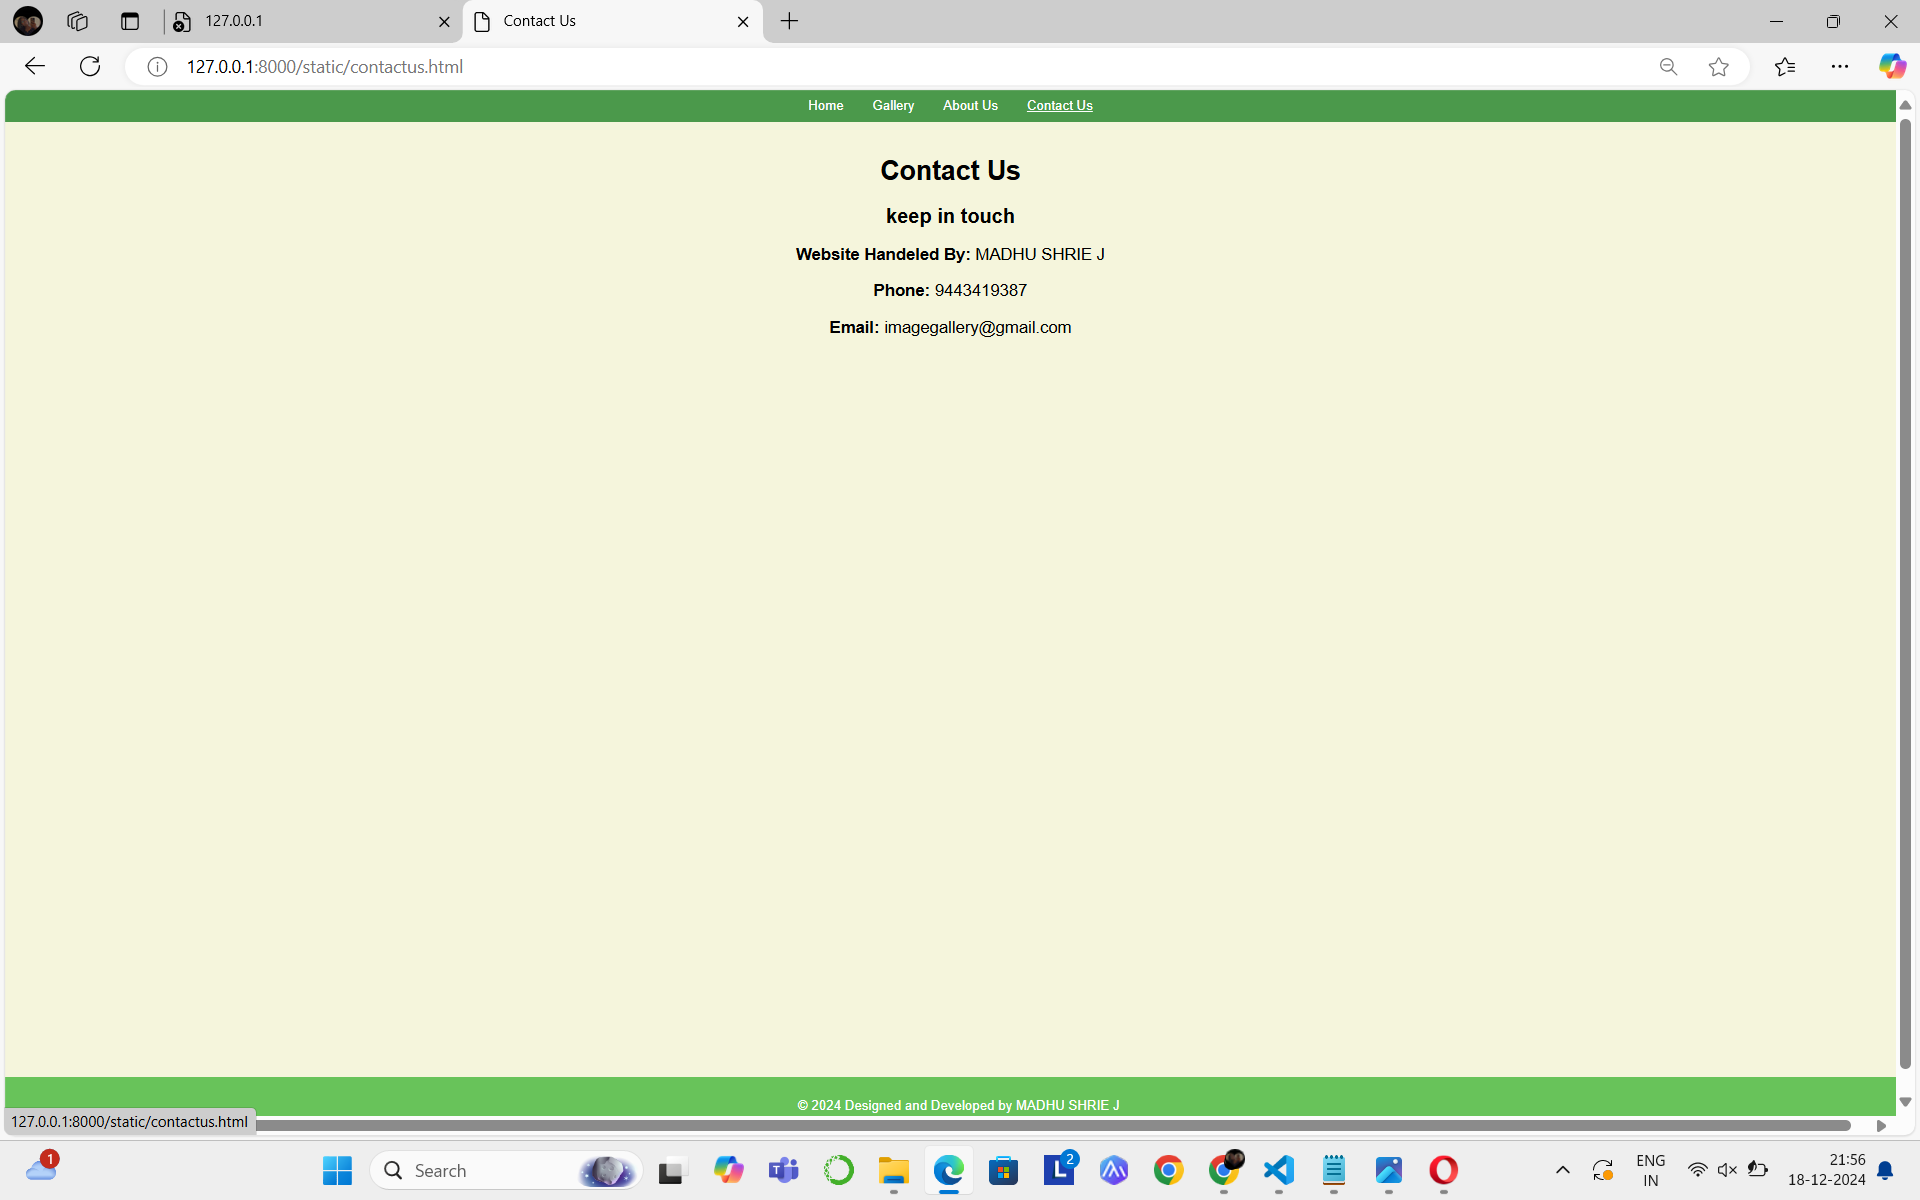 127.0.0.1
Contact Us
127.0.0.1:8000/static/contactus.html
Home Gallery About Us Contact Us
Contact Us
keep in touch
Website Handeled By: MADHU SHRIE J
Phone: 9443419387
Email: imagegallery@gmail.com
© 2024 Designed and Developed by MADHU SHRIE J
127.0.0.1:8000/static/contactus.html
1
Search
L 2
ENG
IN
21:56
18-12-2024